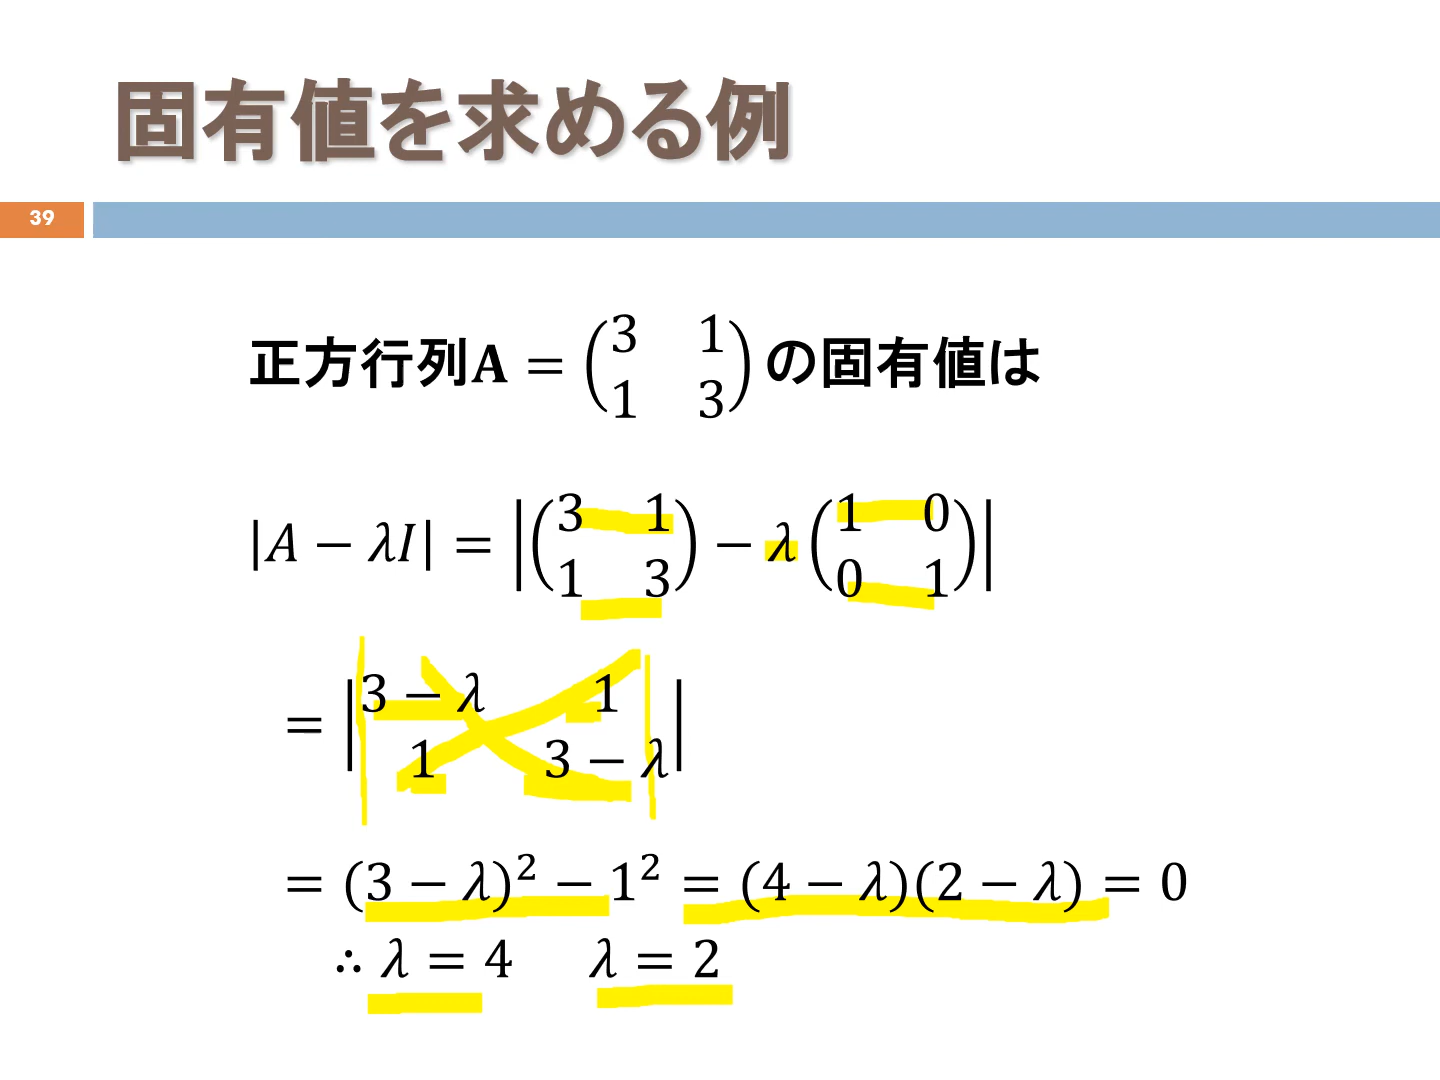 固有値を求める例
39
正方行列A = (3 1
1 3) の固有値は
|A − λI| = |(3 1
1 3) − λ (1 0
0 1)|
= |3 − λ 1
1 3 − λ|
= (3 − λ)² − 1² = (4 − λ)(2 − λ) = 0
∴ λ = 4 λ = 2